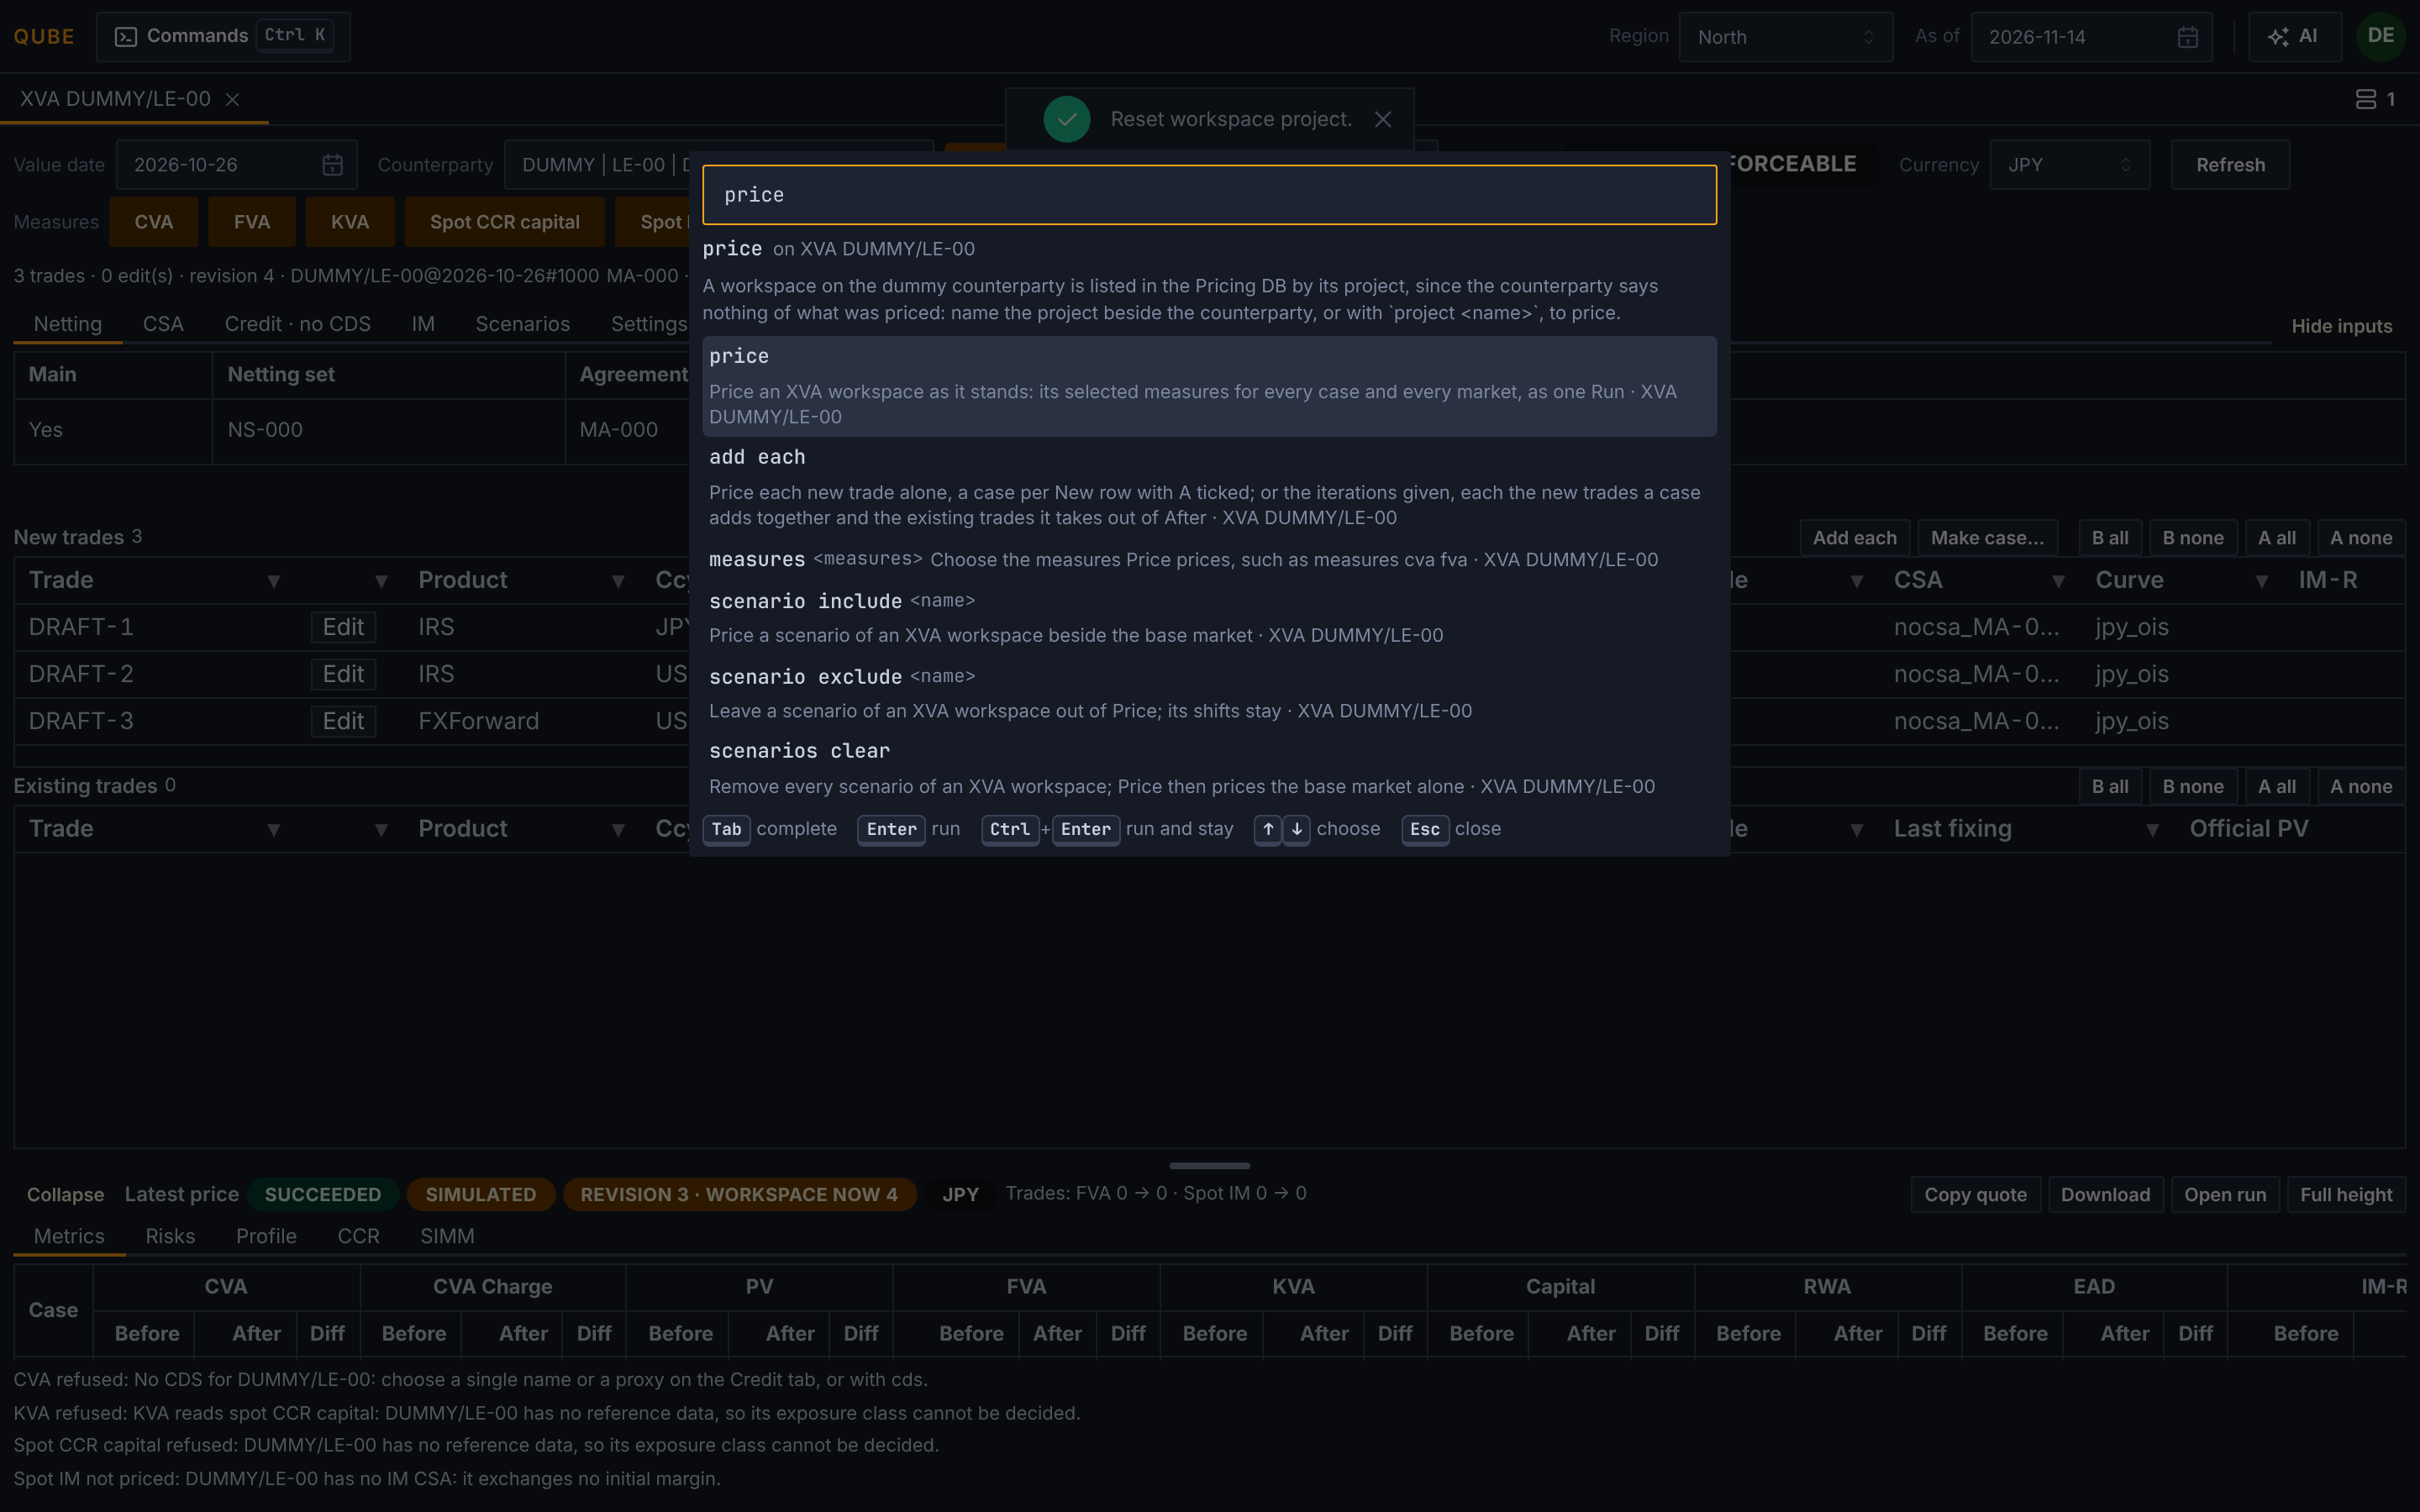 QUBE Commands Ctrl K Region North As of 2026-11-14 AI DE
XVA DUMMY/LE-00 1
Reset workspace project.
Value date 2026-10-26 Counterparty DUMMY | LE-00 | FORCEABLE Currency JPY Refresh
Measures CVA FVA KVA Spot CCR capital Spot
3 trades · 0 edit(s) · revision 4 · DUMMY/LE-00@2026-10-26#1000 MA-000 ·
Netting CSA Credit · no CDS IM Scenarios Settings Hide inputs
Main Netting set Agreement
Yes NS-000 MA-000
price
price on XVA DUMMY/LE-00
A workspace on the dummy counterparty is listed in the Pricing DB by its project, since the counterparty says
nothing of what was priced: name the project beside the counterparty, or with `project <name>`, to price.
price
Price an XVA workspace as it stands: its selected measures for every case and every market, as one Run · XVA
DUMMY/LE-00
add each
Price each new trade alone, a case per New row with A ticked; or the iterations given, each the new trades a case
adds together and the existing trades it takes out of After · XVA DUMMY/LE-00
measures <measures> Choose the measures Price prices, such as measures cva fva · XVA DUMMY/LE-00
scenario include <name>
Price a scenario of an XVA workspace beside the base market · XVA DUMMY/LE-00
scenario exclude <name>
Leave a scenario of an XVA workspace out of Price; its shifts stay · XVA DUMMY/LE-00
scenarios clear
Remove every scenario of an XVA workspace; Price then prices the base market alone · XVA DUMMY/LE-00
Tab complete Enter run Ctrl+Enter run and stay ↑ ↓ choose Esc close
New trades 3 Add each Make case... B all B none A all A none
Trade Product Ccy CSA Curve IM-R
DRAFT-1 Edit IRS JPY nocsa_MA-0... jpy_ois
DRAFT-2 Edit IRS US nocsa_MA-0... jpy_ois
DRAFT-3 Edit FXForward US nocsa_MA-0... jpy_ois
Existing trades 0 B all B none A all A none
Trade Product Ccy Last fixing Official PV
Collapse Latest price SUCCEEDED SIMULATED REVISION 3 · WORKSPACE NOW 4 JPY Trades: FVA 0 → 0 · Spot IM 0 → 0 Copy quote Download Open run Full height
Metrics Risks Profile CCR SIMM
Case CVA CVA Charge PV FVA KVA Capital RWA EAD IM-R
Before After Diff Before After Diff Before After Diff Before After Diff Before After Diff Before After Diff Before After Diff Before After Diff Before
CVA refused: No CDS for DUMMY/LE-00: choose a single name or a proxy on the Credit tab, or with cds.
KVA refused: KVA reads spot CCR capital: DUMMY/LE-00 has no reference data, so its exposure class cannot be decided.
Spot CCR capital refused: DUMMY/LE-00 has no reference data, so its exposure class cannot be decided.
Spot IM not priced: DUMMY/LE-00 has no IM CSA: it exchanges no initial margin.